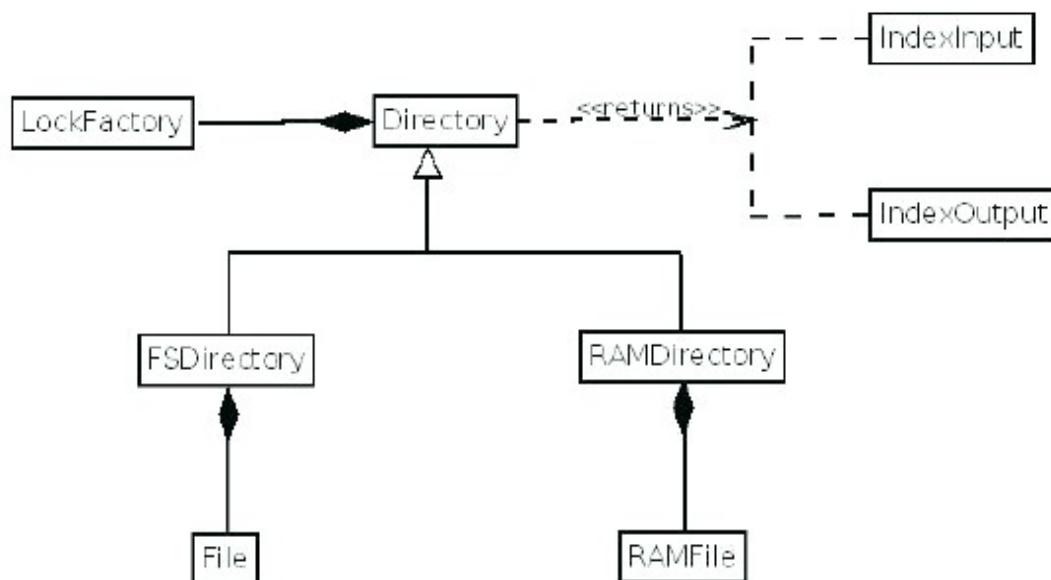 IndexInput
LockFactory
Directory
<<returns>>
IndexOutput
FSDirectory
RAMDirectory
File
RAMFile